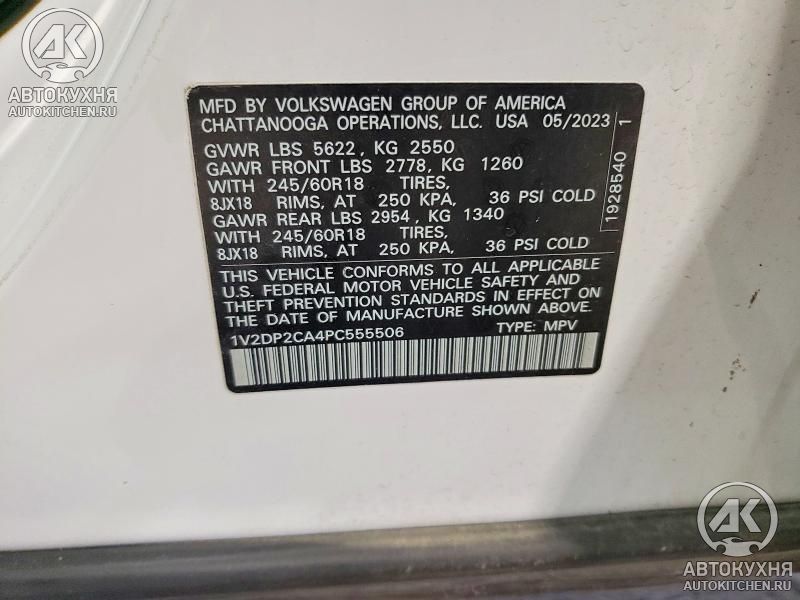 AK
АВТОКУХНЯ
AUTOKITCHEN.RU
MFD BY VOLKSWAGEN GROUP OF AMERICA
CHATTANOOGA OPERATIONS, LLC. USA 05/2023
GVWR LBS 5622, KG 2550
GAWR FRONT LBS 2778, KG 1260
WITH 245/60R18 TIRES,
8JX18 RIMS, AT 250 KPA, 36 PSI COLD
GAWR REAR LBS 2954, KG 1340
WITH 245/60R18 TIRES,
8JX18 RIMS, AT 250 KPA, 36 PSI COLD
THIS VEHICLE CONFORMS TO ALL APPLICABLE
U.S. FEDERAL MOTOR VEHICLE SAFETY AND
THEFT PREVENTION STANDARDS IN EFFECT ON
THE DATE OF MANUFACTURE SHOWN ABOVE.
1V2DP2CA4PC555506 TYPE: MPV
1928540 1
AK
АВТОКУХНЯ
AUTOKITCHEN.RU